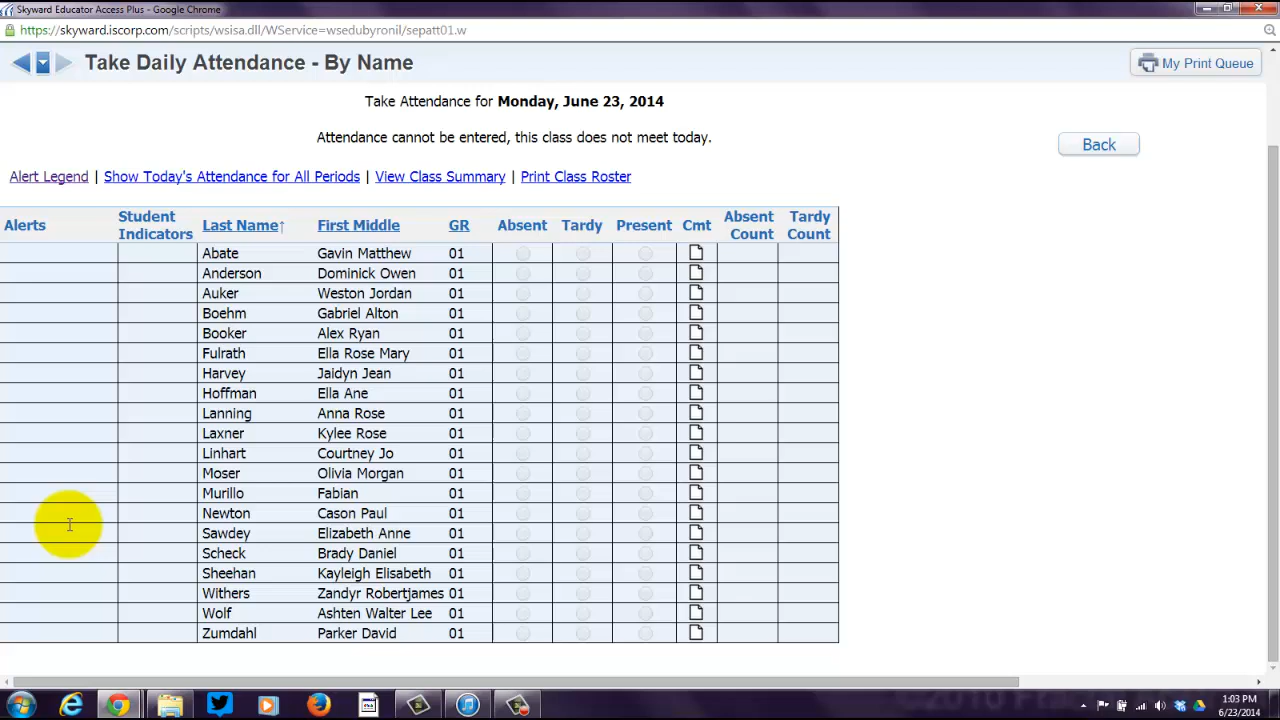 Skyward Educator Access Plus - Google Chrome
https://skyward.iscorp.com/scripts/wsisa.dll/WService=wsedubyronil/sepatt01.w
Take Daily Attendance - By Name
My Print Queue
Take Attendance for Monday, June 23, 2014
Attendance cannot be entered, this class does not meet today.
Back
Alert Legend | Show Today's Attendance for All Periods | View Class Summary | Print Class Roster
Alerts Student Indicators Last Name↑ First Middle GR Absent Tardy Present Cmt Absent Count Tardy Count
Abate Gavin Matthew 01
Anderson Dominick Owen 01
Auker Weston Jordan 01
Boehm Gabriel Alton 01
Booker Alex Ryan 01
Fulrath Ella Rose Mary 01
Harvey Jaidyn Jean 01
Hoffman Ella Ane 01
Lanning Anna Rose 01
Laxner Kylee Rose 01
Linhart Courtney Jo 01
Moser Olivia Morgan 01
Murillo Fabian 01
Newton Cason Paul 01
Sawdey Elizabeth Anne 01
Scheck Brady Daniel 01
Sheehan Kayleigh Elisabeth 01
Withers Zandyr Robertjames 01
Wolf Ashten Walter Lee 01
Zumdahl Parker David 01
1:03 PM
6/23/2014